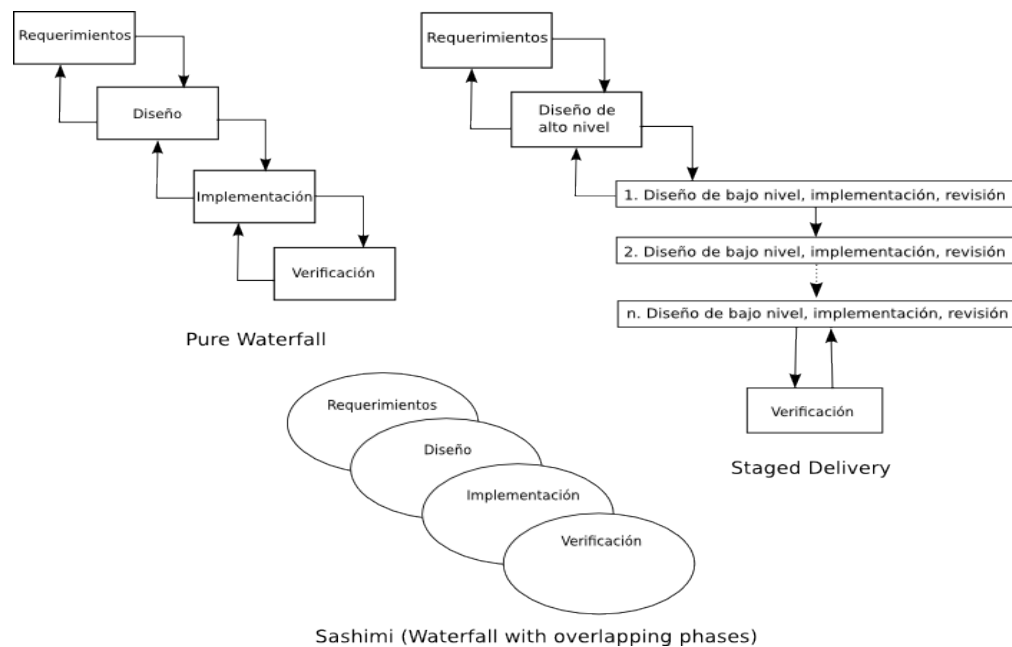 Requerimientos
Diseño
Implementación
Verificación
Pure Waterfall
Requerimientos
Diseño de
alto nivel
1. Diseño de bajo nivel, implementación, revisión
2. Diseño de bajo nivel, implementación, revisión
n. Diseño de bajo nivel, implementación, revisión
Verificación
Staged Delivery
Requerimientos
Diseño
Implementación
Verificación
Sashimi (Waterfall with overlapping phases)